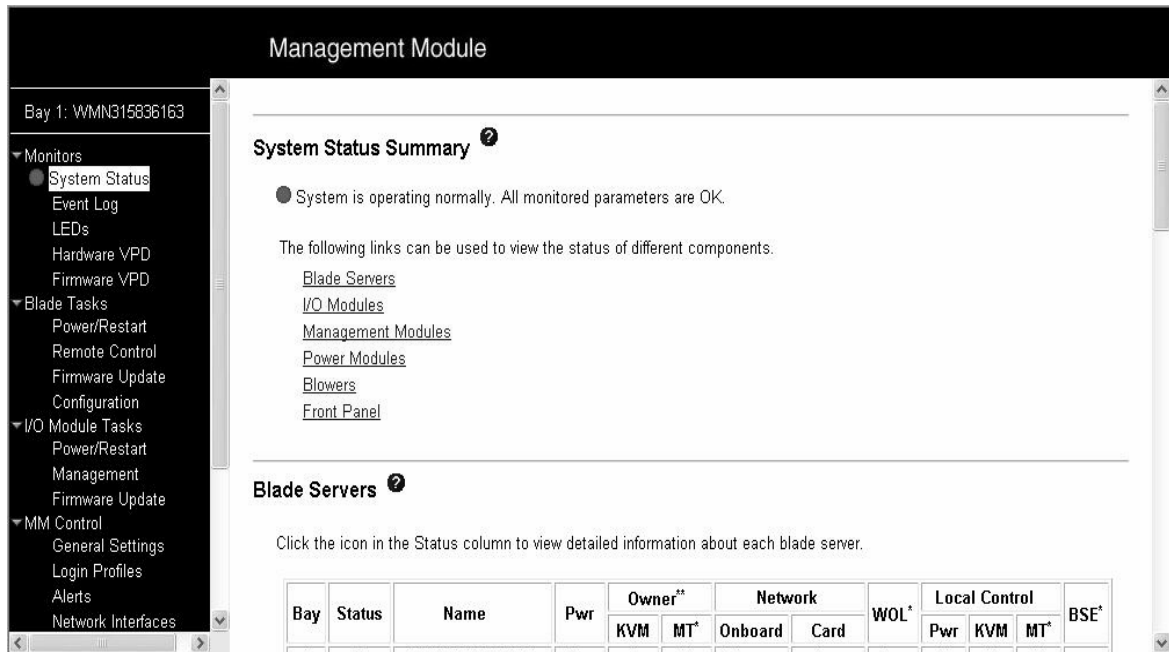 Management Module
Bay 1: WMN315836163
Monitors
System Status
Event Log
LEDs
Hardware VPD
Firmware VPD
Blade Tasks
Power/Restart
Remote Control
Firmware Update
Configuration
I/O Module Tasks
Power/Restart
Management
Firmware Update
MM Control
General Settings
Login Profiles
Alerts
Network Interfaces
System Status Summary ?
System is operating normally. All monitored parameters are OK.
The following links can be used to view the status of different components.
Blade Servers
I/O Modules
Management Modules
Power Modules
Blowers
Front Panel
Blade Servers ?
Click the icon in the Status column to view detailed information about each blade server.
Bay Status Name Pwr Owner** Network WOL* Local Control BSE*
KVM MT* Onboard Card Pwr KVM MT*